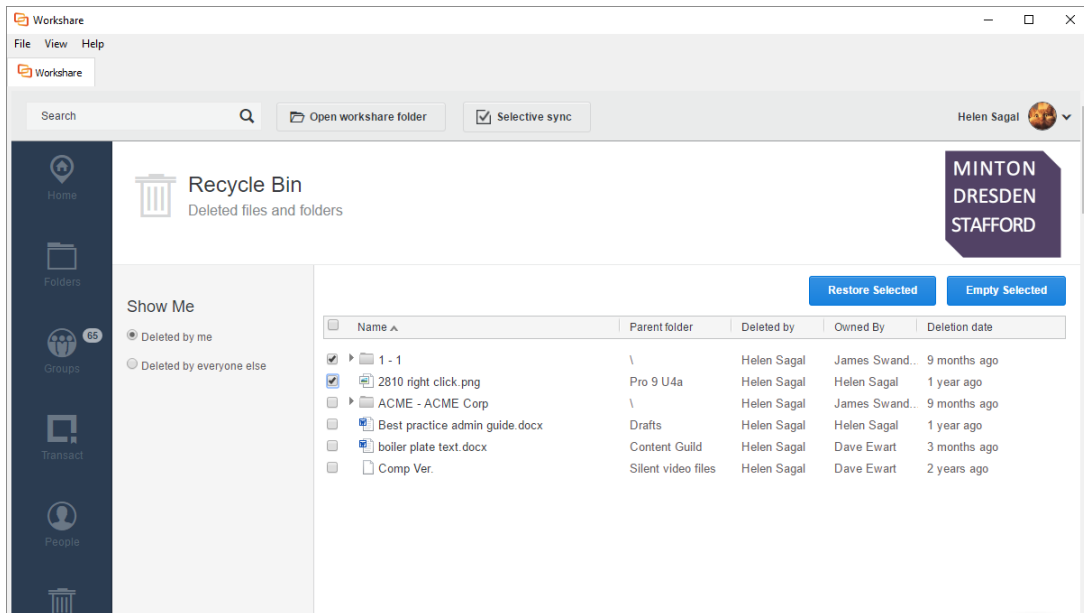 Workshare
File View Help
Workshare
Search Open workshare folder Selective sync Helen Sagal
Home
Folders
Groups 65
Transact
People
Recycle Bin
Deleted files and folders
MINTON
DRESDEN
STAFFORD
Show Me
Deleted by me
Deleted by everyone else
Restore Selected Empty Selected
Name Parent folder Deleted by Owned By Deletion date
1 - 1 \ Helen Sagal James Swand... 9 months ago
2810 right click.png Pro 9 U4a Helen Sagal Helen Sagal 1 year ago
ACME - ACME Corp \ Helen Sagal James Swand... 9 months ago
Best practice admin guide.docx Drafts Helen Sagal Helen Sagal 1 year ago
boiler plate text.docx Content Guild Helen Sagal Dave Ewart 3 months ago
Comp Ver. Silent video files Helen Sagal Dave Ewart 2 years ago